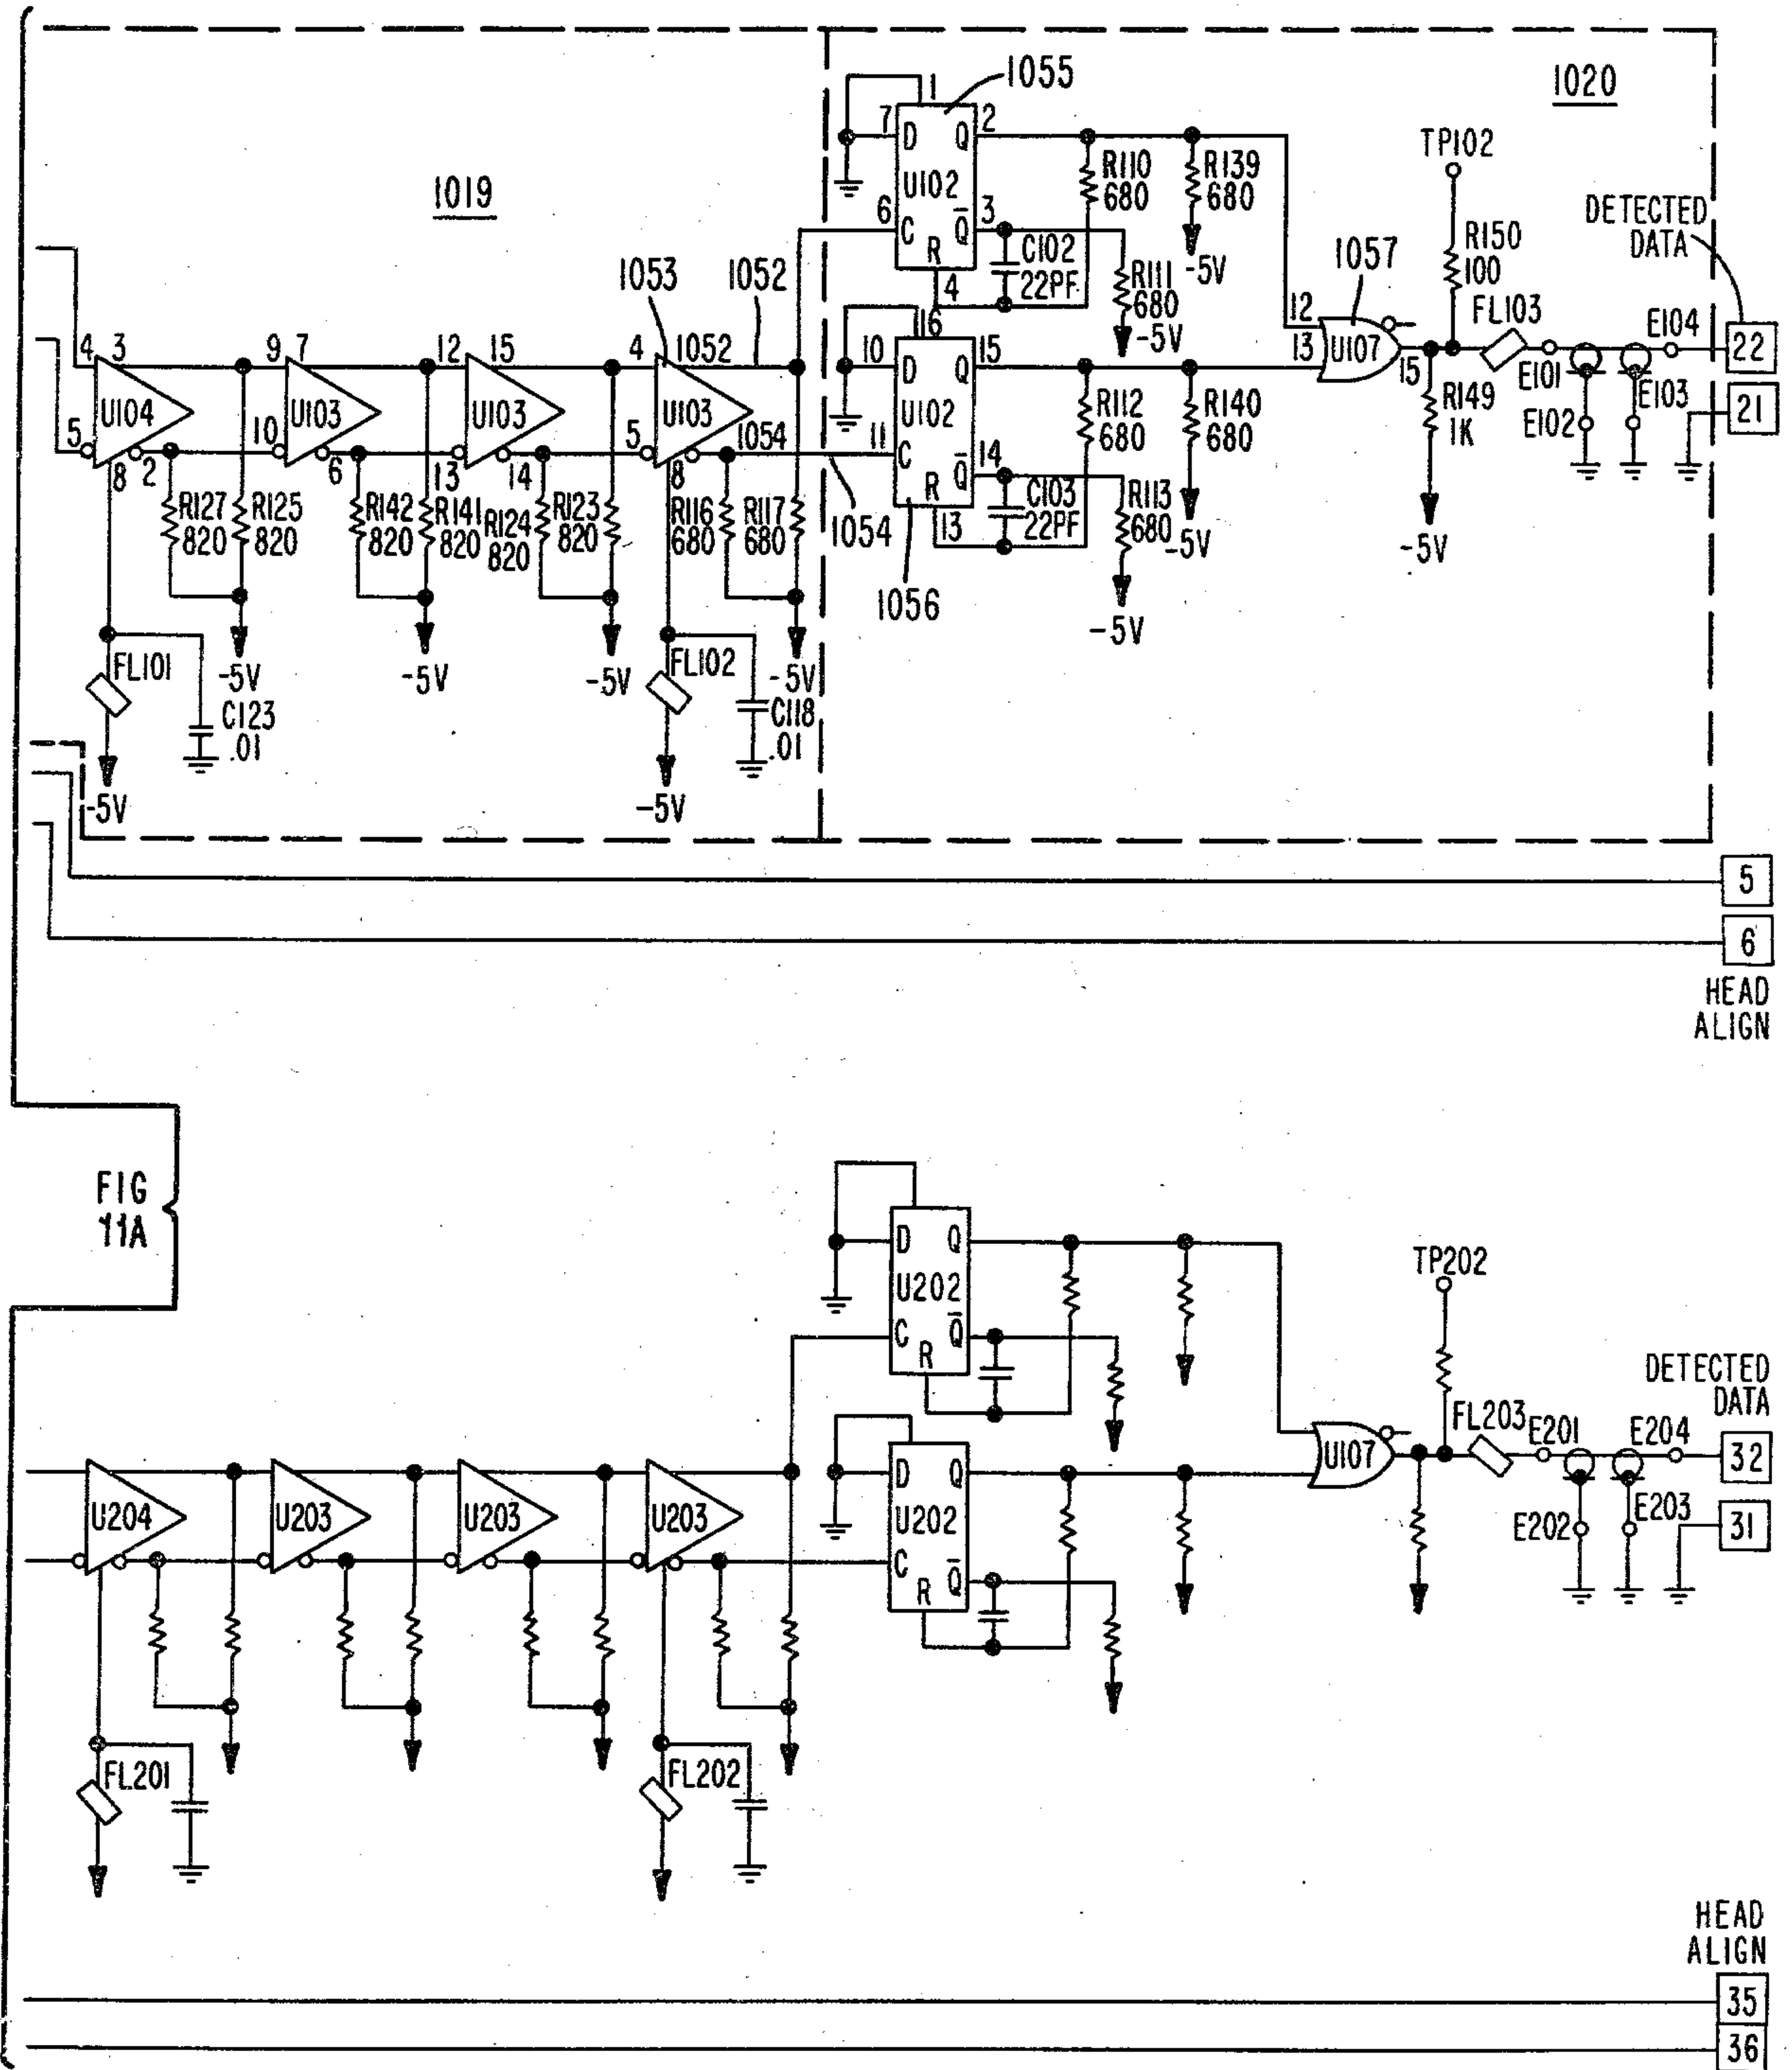 1019
1020
1055
1
7
D
Q
2
U102
6
C
R
Q̅
3
4
C102
22PF
R110
680
R139
680
R111
680
-5V
-5V
TP102
R150
100
DETECTED
DATA
1057
12
13
U107
15
FL103
E101
E102
E103
E104
22
21
R149
1K
-5V
4
3
U104
5
8
2
9
7
U103
10
6
12
15
U103
13
14
1053
1052
4
1052
U103
5
8
1054
1054
16
10
D
Q
15
U102
11
C
R
Q̅
14
13
1056
C103
22PF
R112
680
R140
680
R113
680
-5V
-5V
R127
820
R125
820
R142
820
R141
820
R124
820
R123
820
R116
680
R117
680
FL101
-5V
C123
.01
-5V
-5V
-5V
FL102
-5V
C118
.01
-5V
5
6
HEAD
ALIGN
FIG
11A
D
Q
U202
C
R
Q̅
TP202
DETECTED
DATA
U107
FL203
E201
E204
32
E202
E203
31
U204
U203
U203
U203
D
Q
U202
C
R
Q̅
FL201
FL202
HEAD
ALIGN
35
36